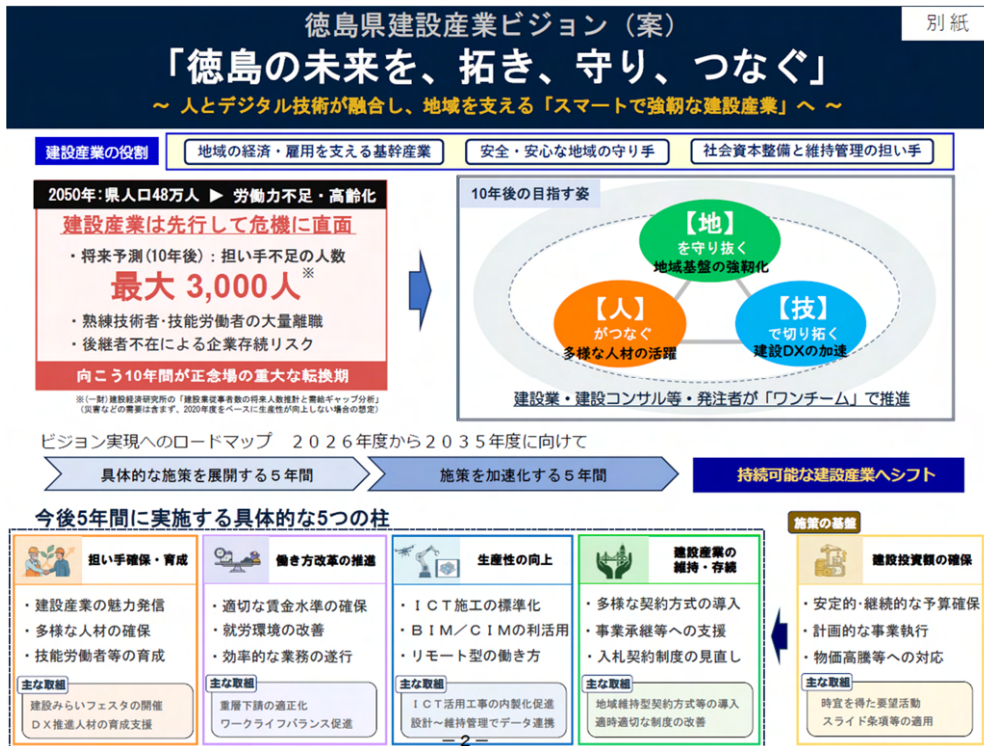 徳島県建設産業ビジョン（案）
別紙
「徳島の未来を、拓き、守り、つなぐ」
～ 人とデジタル技術が融合し、地域を支える「スマートで強靭な建設産業」へ ～
建設産業の役割
地域の経済・雇用を支える基幹産業
安全・安心な地域の守り手
社会資本整備と維持管理の担い手
2050年：県人口48万人 ▶ 労働力不足・高齢化
建設産業は先行して危機に直面
・将来予測(10年後)：担い手不足の人数
最大 3,000人※
・熟練技術者・技能労働者の大量離職
・後継者不在による企業存続リスク
向こう10年間が正念場の重大な転換期
※(一財)建設経済研究所の「建設業従事者数の将来人数推計と需給ギャップ分析」
（災害などの需要は含まず、2020年度をベースに生産性が向上しない場合の想定）
10年後の目指す姿
【地】
を守り抜く
地域基盤の強靭化
【人】
がつなぐ
多様な人材の活躍
【技】
で切り拓く
建設DXの加速
建設業・建設コンサル等・発注者が「ワンチーム」で推進
ビジョン実現へのロードマップ　２０２６年度から２０３５年度に向けて
具体的な施策を展開する５年間
施策を加速化する５年間
持続可能な建設産業へシフト
今後5年間に実施する具体的な5つの柱
担い手確保・育成
・建設産業の魅力発信
・多様な人材の確保
・技能労働者等の育成
主な取組
建設みらいフェスタの開催
ＤＸ推進人材の育成支援
働き方改革の推進
・適切な賃金水準の確保
・就労環境の改善
・効率的な業務の遂行
主な取組
重層下請の適正化
ワークライフバランス促進
生産性の向上
・ＩＣＴ施工の標準化
・ＢＩＭ／ＣＩＭの利活用
・リモート型の働き方
主な取組
ＩＣＴ活用工事の内製化促進
設計～維持管理でデータ連携
建設産業の
維持・存続
・多様な契約方式の導入
・事業承継等への支援
・入札契約制度の見直し
主な取組
地域維持型契約方式等の導入
適時適切な制度の改善
施策の基盤
建設投資額の確保
・安定的・継続的な予算確保
・計画的な事業執行
・物価高騰等への対応
主な取組
時宜を得た要望活動
スライド条項等の適用
－２－